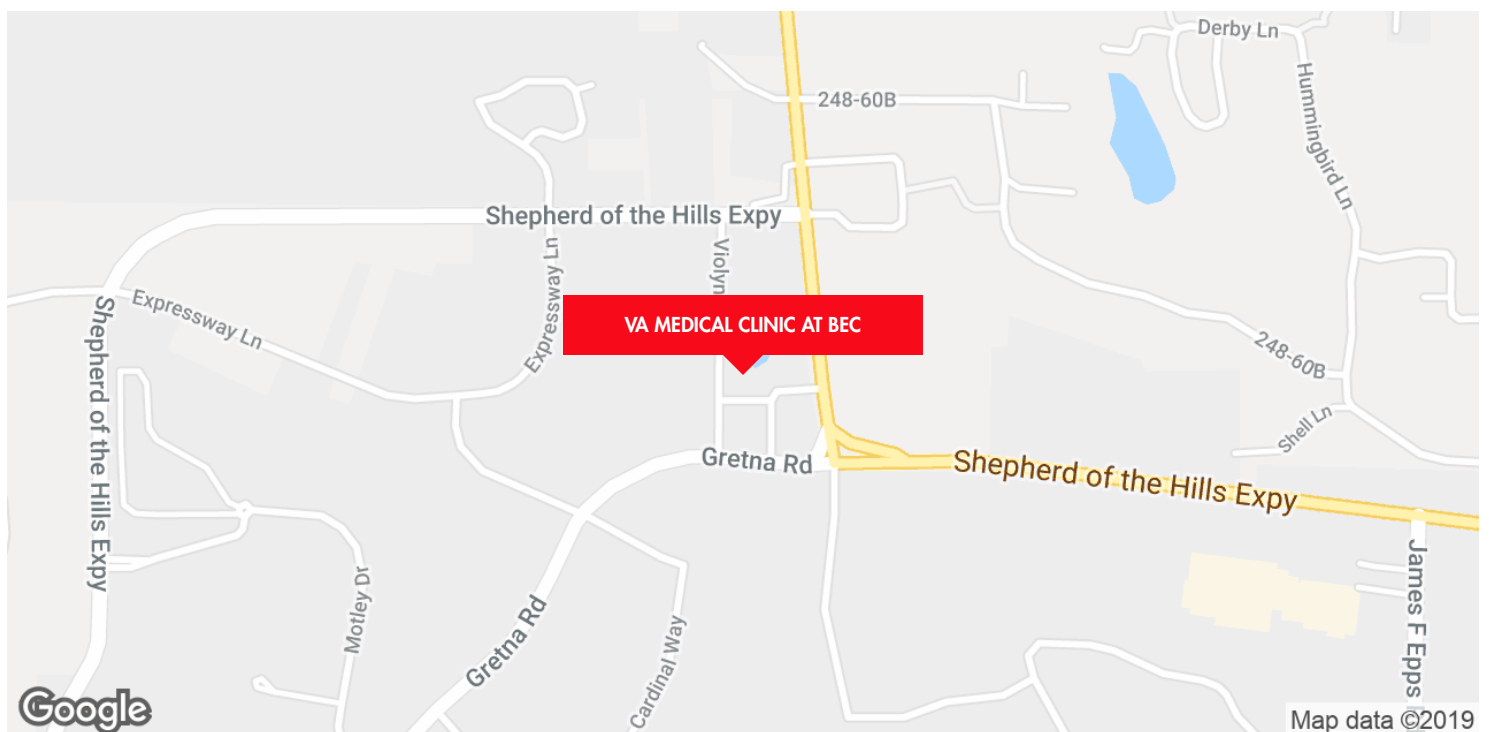 Derby Ln
248-60B
Hummingbird Ln
Shepherd of the Hills Expy
Violyn
Expressway Ln
Expressway Ln
Shepherd of the Hills Expy
VA MEDICAL CLINIC AT BEC
248-60B
Shell Ln
Gretna Rd
Shepherd of the Hills Expy
James F Epps
Motley Dr
Gretna Rd
Cardinal Way
Google
Map data ©2019